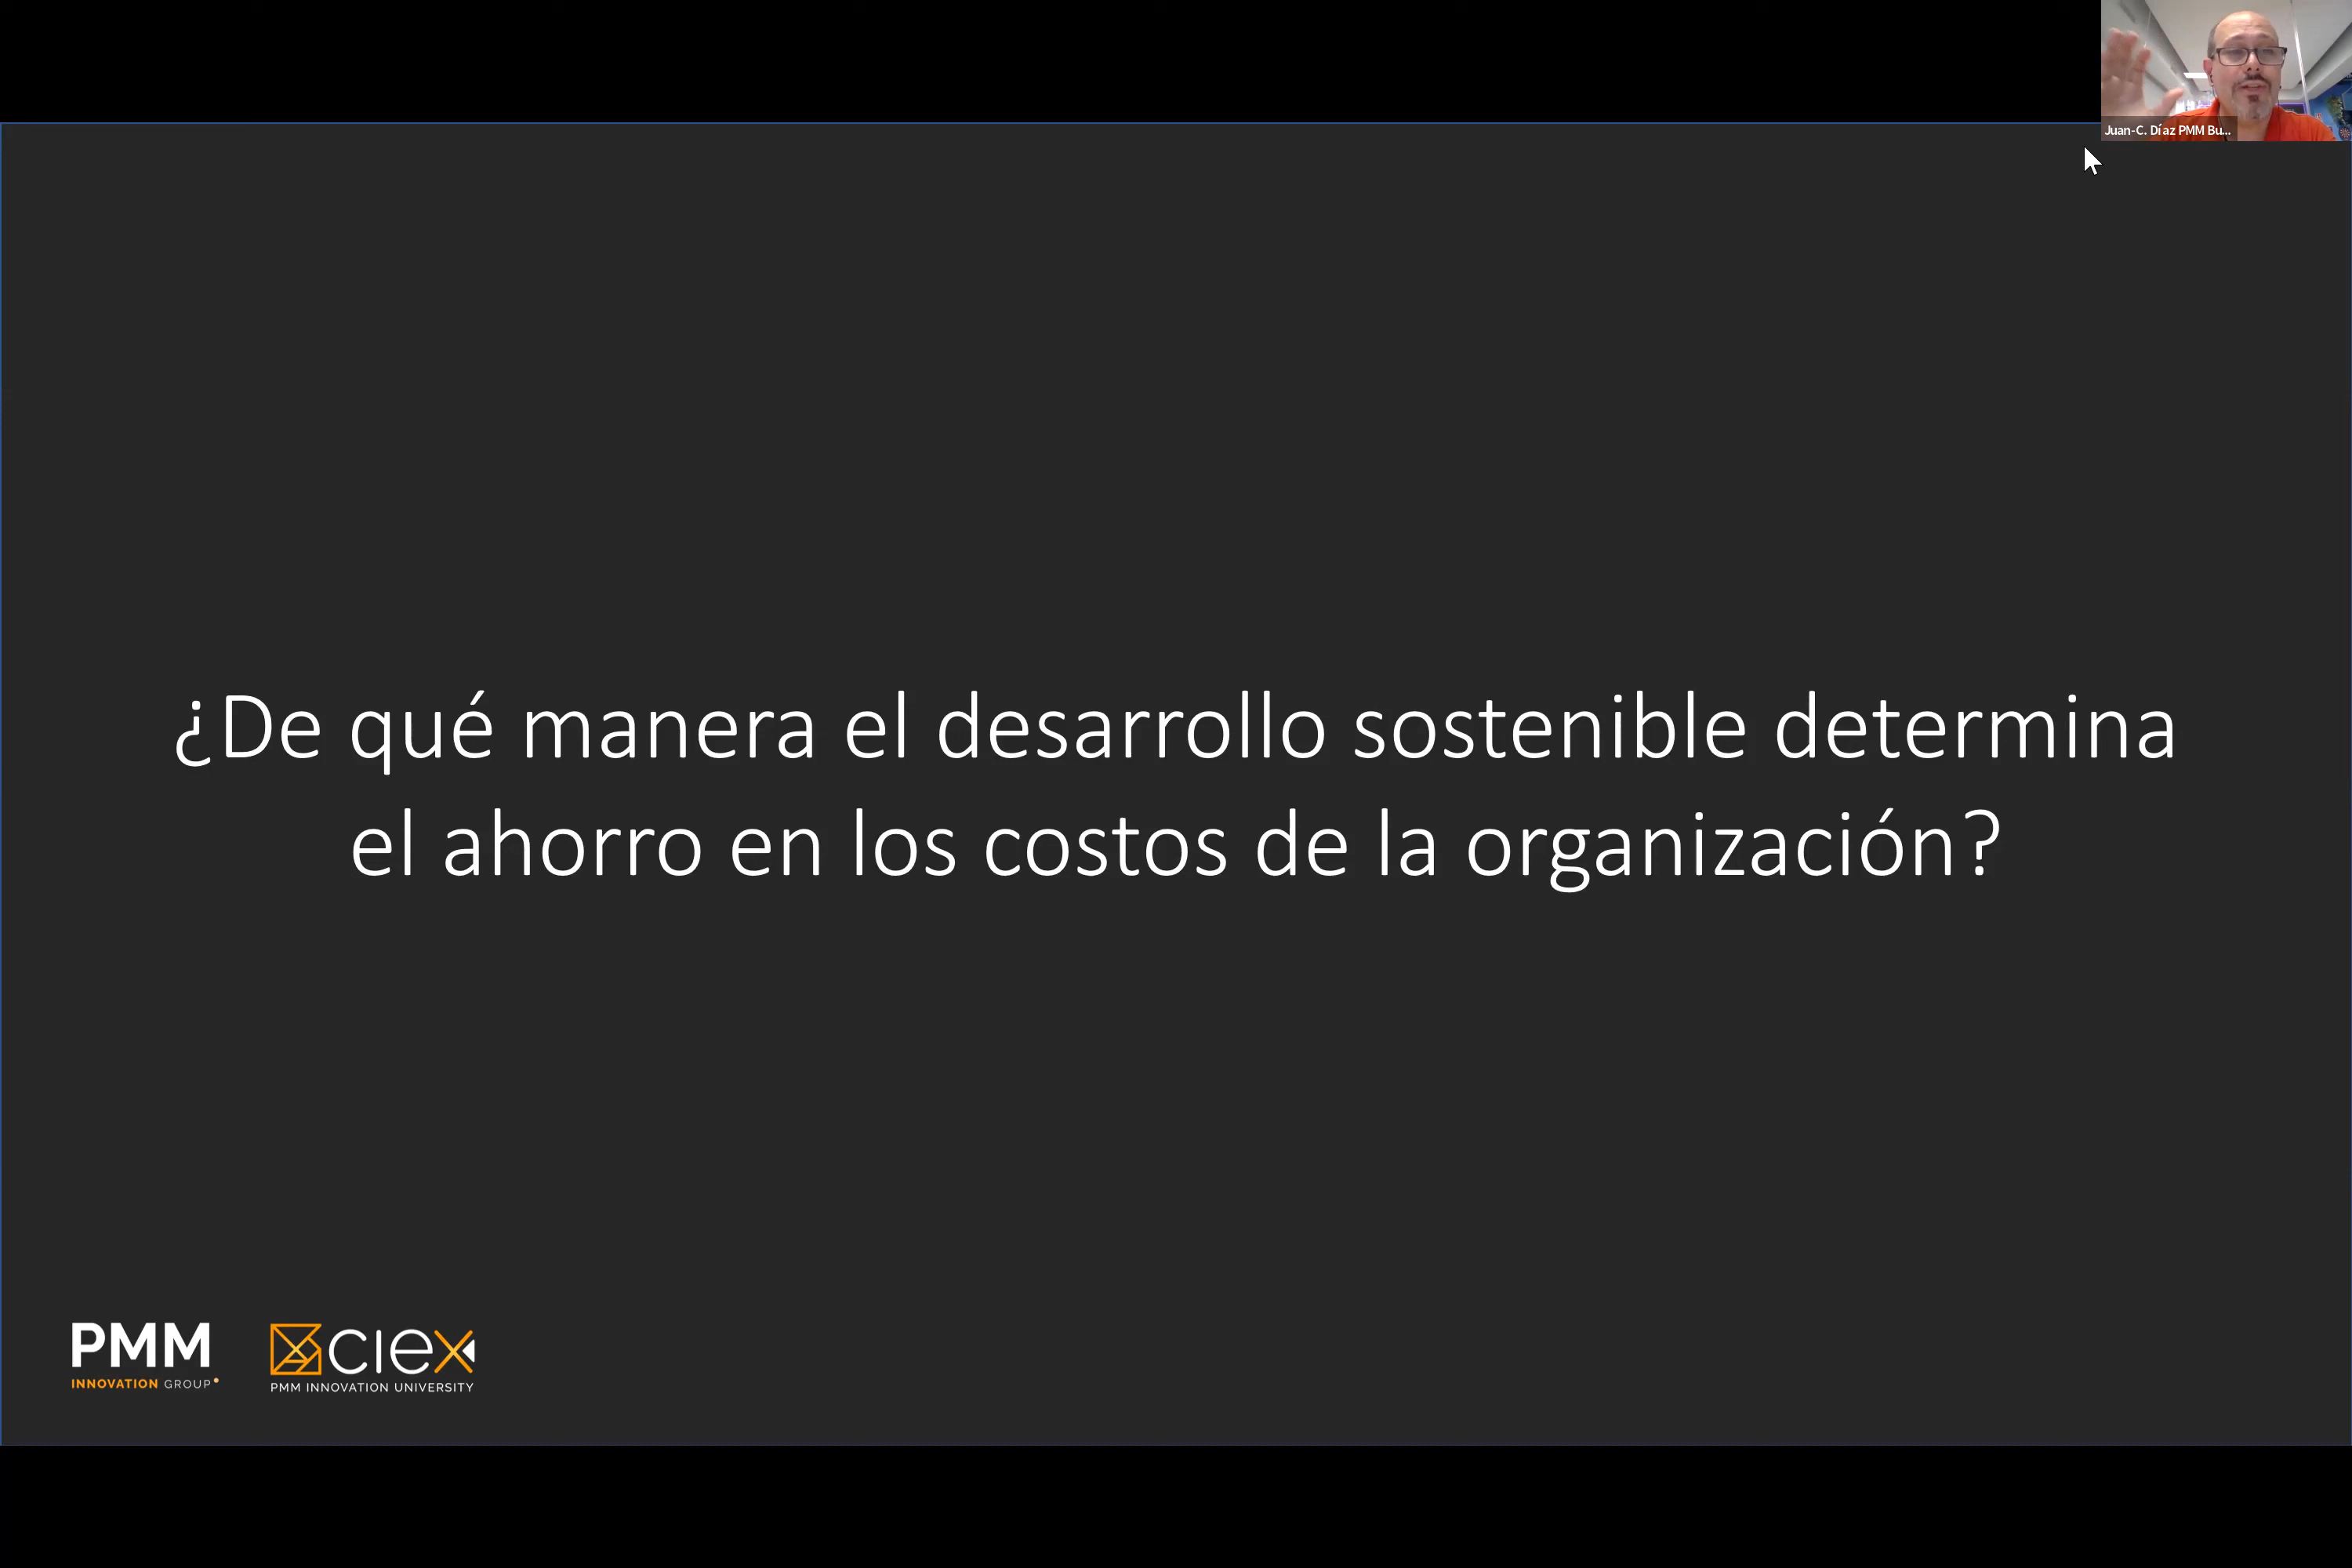 Juan-C. Díaz PMM Bu...
¿De qué manera el desarrollo sostenible determina
el ahorro en los costos de la organización?
PMM
INNOVATION GROUP
ciex
PMM INNOVATION UNIVERSITY